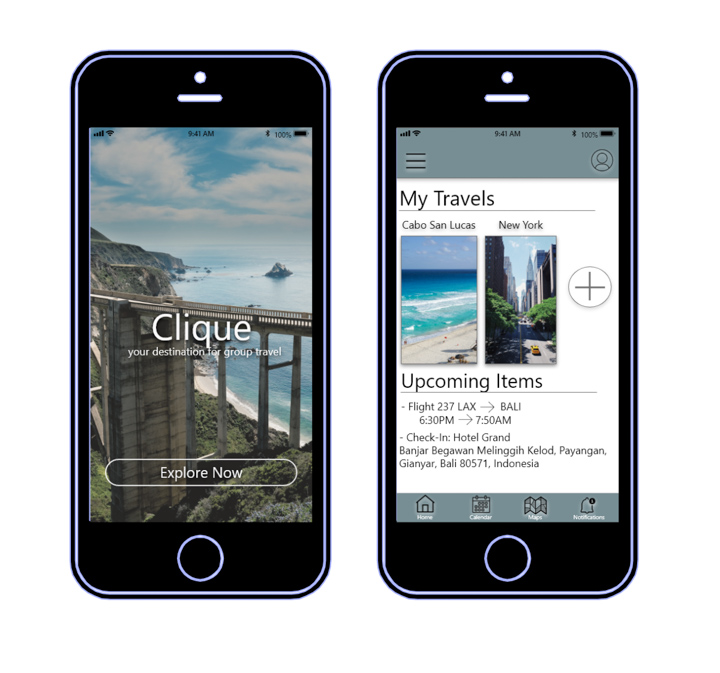 9:41 AM
100%
Clique
your destination for group travel
Explore Now
9:41 AM
100%
My Travels
Cabo San Lucas
New York
Upcoming Items
- Flight 237 LAX → BALI
6:30PM → 7:50AM
- Check-In: Hotel Grand
Banjar Begawan Melinggih Kelod, Payangan,
Gianyar, Bali 80571, Indonesia
Home
Calendar
Maps
Notifications